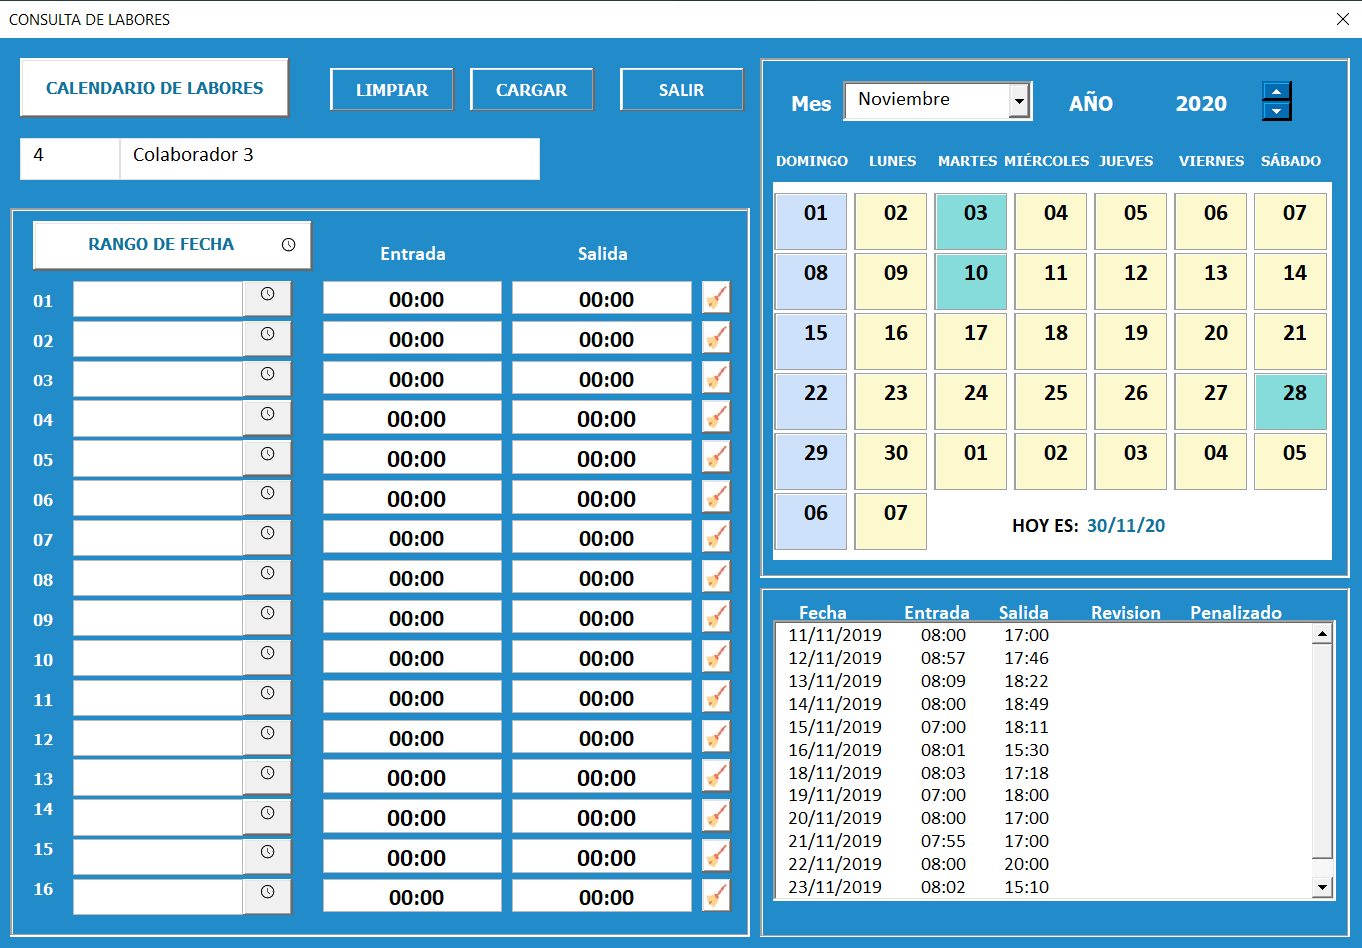 CONSULTA DE LABORES
CALENDARIO DE LABORES
LIMPIAR
CARGAR
SALIR
4 Colaborador 3
RANGO DE FECHA
Entrada Salida
01 00:00 00:00
02 00:00 00:00
03 00:00 00:00
04 00:00 00:00
05 00:00 00:00
06 00:00 00:00
07 00:00 00:00
08 00:00 00:00
09 00:00 00:00
10 00:00 00:00
11 00:00 00:00
12 00:00 00:00
13 00:00 00:00
14 00:00 00:00
15 00:00 00:00
16 00:00 00:00
Mes Noviembre AÑO 2020
DOMINGO LUNES MARTES MIÉRCOLES JUEVES VIERNES SÁBADO
01 02 03 04 05 06 07
08 09 10 11 12 13 14
15 16 17 18 19 20 21
22 23 24 25 26 27 28
29 30 01 02 03 04 05
06 07
HOY ES: 30/11/20
Fecha Entrada Salida Revision Penalizado
11/11/2019 08:00 17:00
12/11/2019 08:57 17:46
13/11/2019 08:09 18:22
14/11/2019 08:00 18:49
15/11/2019 07:00 18:11
16/11/2019 08:01 15:30
18/11/2019 08:03 17:18
19/11/2019 07:00 18:00
20/11/2019 08:00 17:00
21/11/2019 07:55 17:00
22/11/2019 08:00 20:00
23/11/2019 08:02 15:10